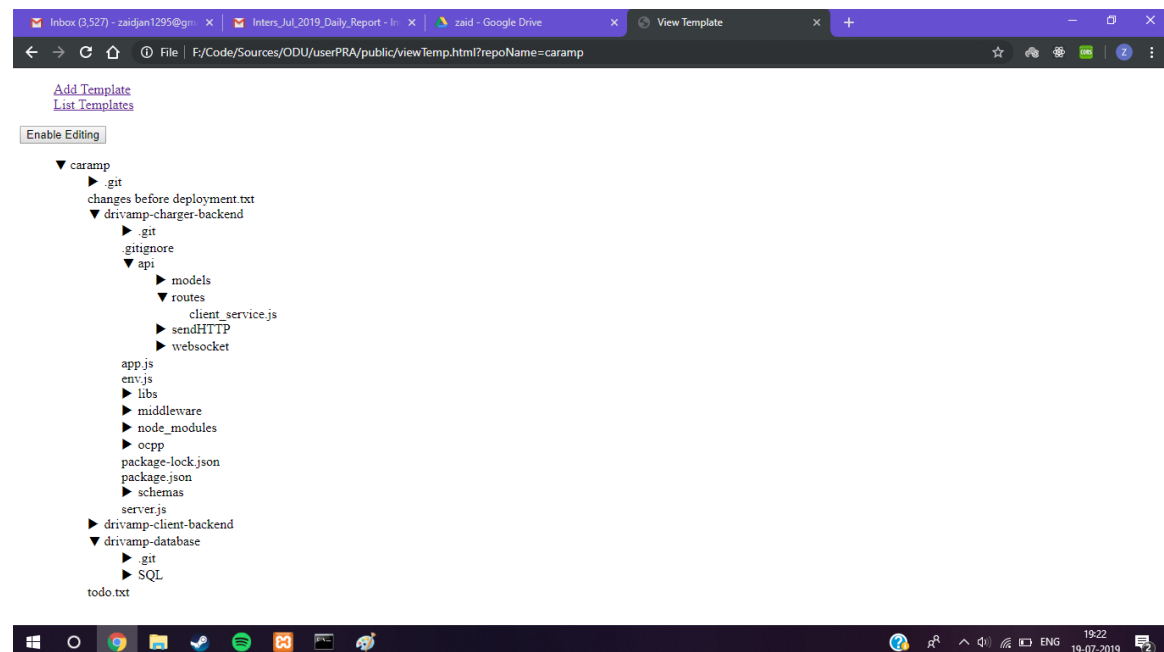 Inbox (3,527) - zaidjan1295@gm
Inters_Jul_2019_Daily_Report - In
zaid - Google Drive
View Template
File | F:/Code/Sources/ODU/userPRA/public/viewTemp.html?repoName=caramp
CORS
Z
Add Template
List Templates
Enable Editing
caramp
.git
changes before deployment.txt
drivamp-charger-backend
.git
.gitignore
api
models
routes
client_service.js
sendHTTP
websocket
app.js
env.js
libs
middleware
node_modules
ocpp
package-lock.json
package.json
schemas
server.js
drivamp-client-backend
drivamp-database
.git
SQL
todo.txt
ENG
19:22
19-07-2019
2